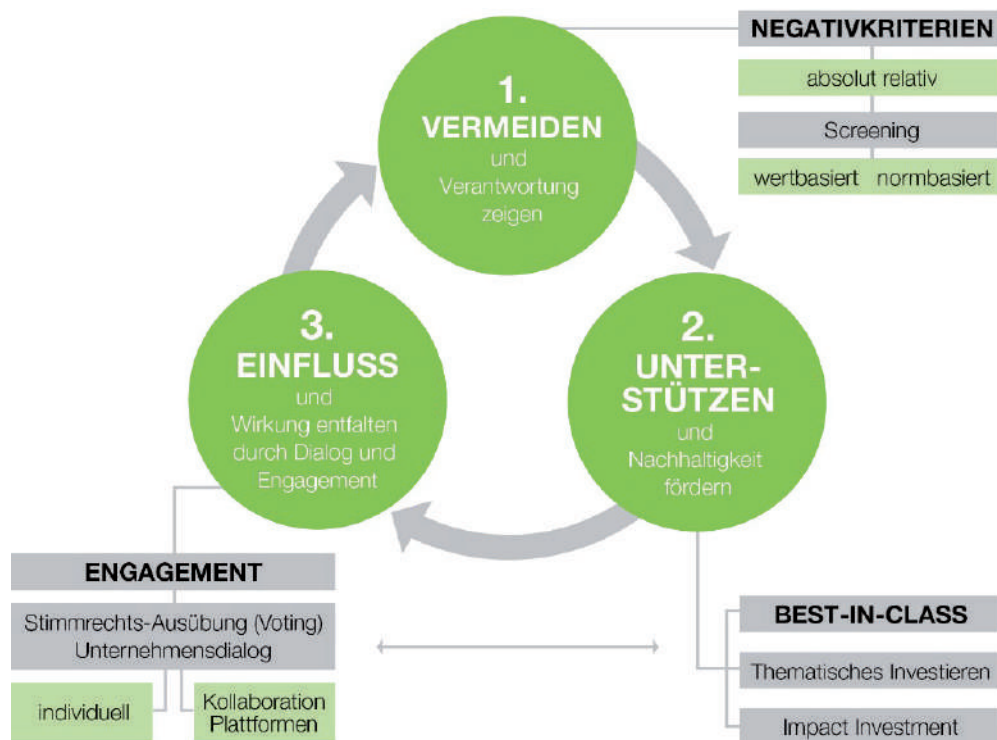 1.
VERMEIDEN
und
Verantwortung
zeigen
NEGATIVKRITERIEN
absolut relativ
Screening
wertbasiert normbasiert
2.
UNTER-
STÜTZEN
und
Nachhaltigkeit
fördern
BEST-IN-CLASS
Thematisches Investieren
Impact Investment
3.
EINFLUSS
und
Wirkung entfalten
durch Dialog und
Engagement
ENGAGEMENT
Stimmrechts-Ausübung (Voting)
Unternehmensdialog
individuell
Kollaboration
Plattformen